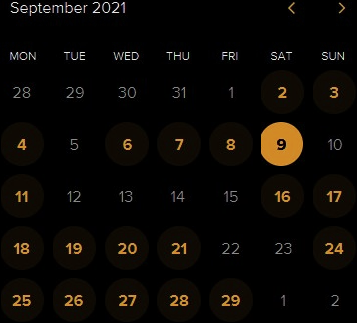 September 2021
MON TUE WED THU FRI SAT SUN
28 29 30 31 1 2 3
4 5 6 7 8 9 10
11 12 13 14 15 16 17
18 19 20 21 22 23 24
25 26 27 28 29 1 2